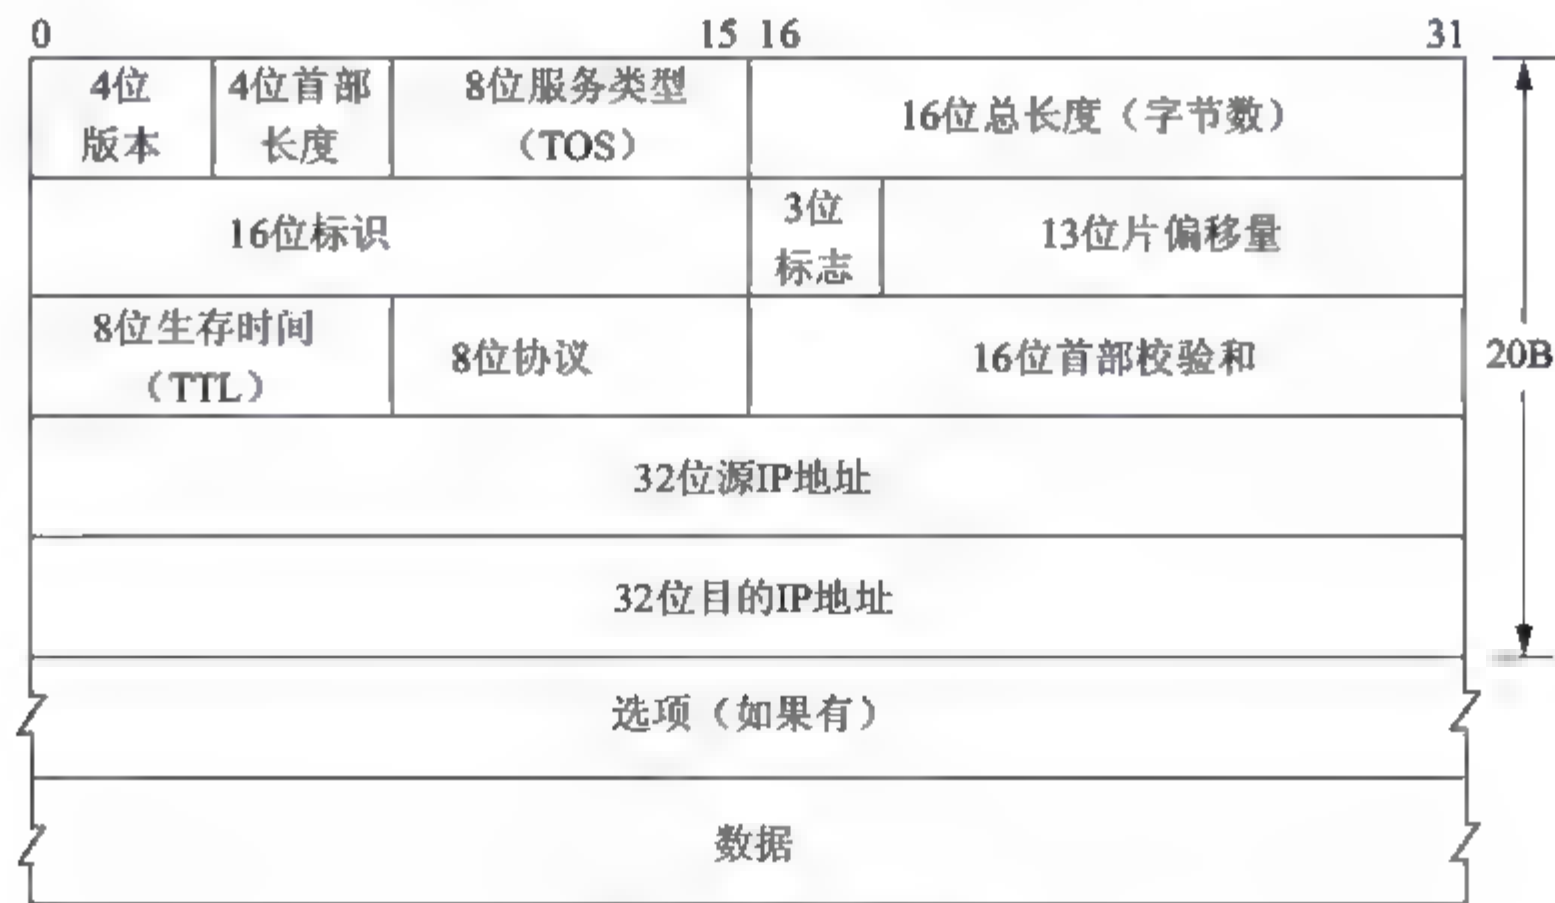 0 15 16 31
4位
版本
4位首部
长度
8位服务类型
（TOS）
16位总长度（字节数）
16位标识
3位
标志
13位片偏移量
8位生存时间
（TTL）
8位协议
16位首部校验和
20B
32位源IP地址
32位目的IP地址
选项（如果有）
数据